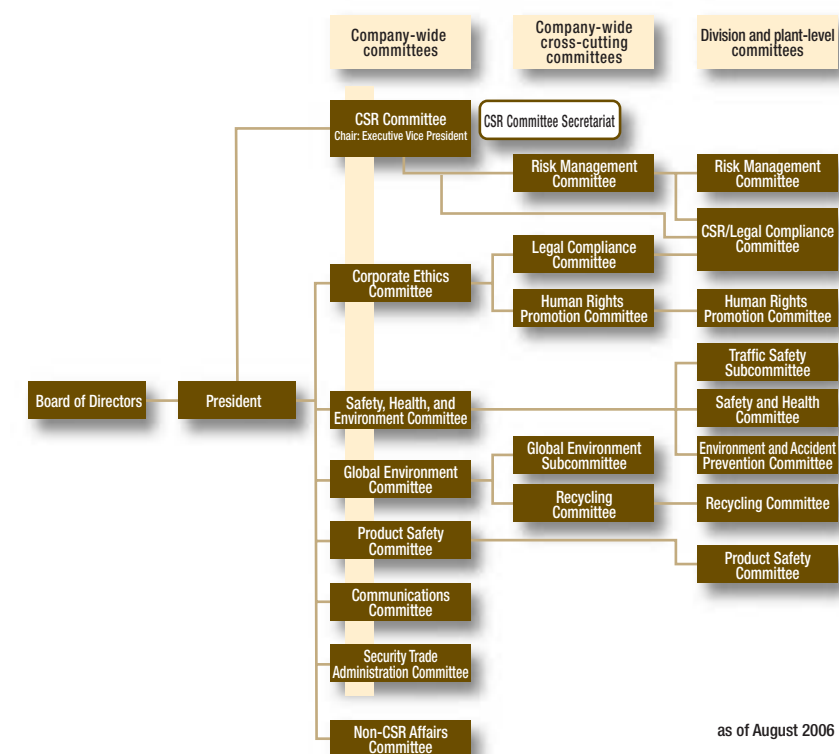 Company-wide
committees
Company-wide
cross-cutting
committees
Division and plant-level
committees
CSR Committee
Chair: Executive Vice President
CSR Committee Secretariat
Risk Management
Committee
Risk Management
Committee
CSR/Legal Compliance
Committee
Legal Compliance
Committee
Corporate Ethics
Committee
Human Rights
Promotion Committee
Human Rights
Promotion Committee
Traffic Safety
Subcommittee
Board of Directors
President
Safety, Health, and
Environment Committee
Safety and Health
Committee
Global Environment
Subcommittee
Environment and Accident
Prevention Committee
Global Environment
Committee
Recycling
Committee
Recycling Committee
Product Safety
Committee
Product Safety
Committee
Communications
Committee
Security Trade
Administration Committee
Non-CSR Affairs
Committee
as of August 2006